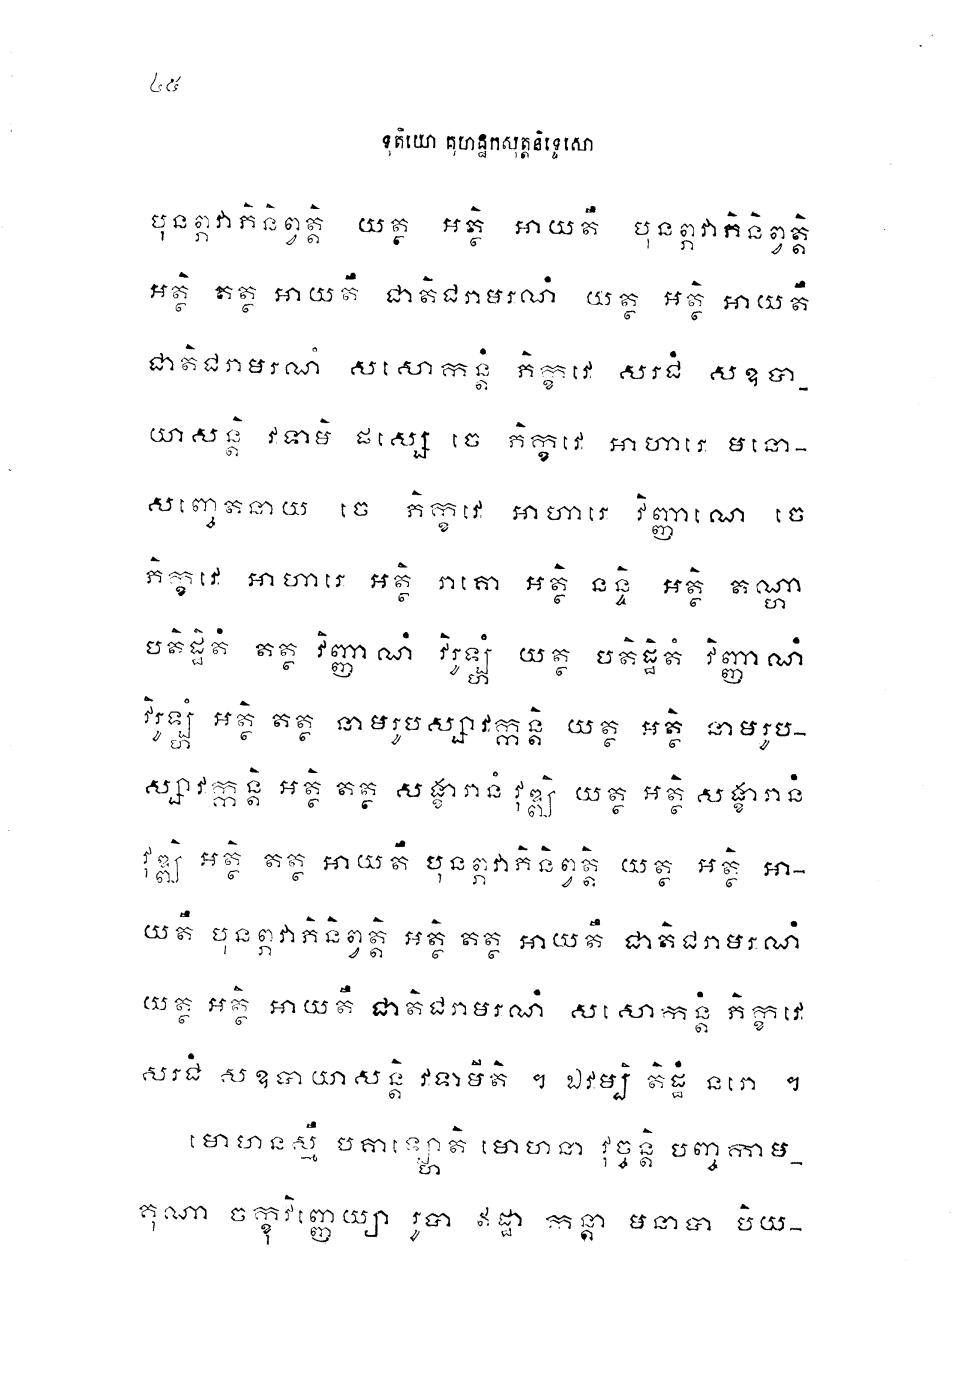 ៤៥
ទុតិយោ គុហដ្ឋកសុត្តនិទ្ទេសោ
បុនព្ភវាភិនិព្វត្តិ យត្ថ អត្ថិ អាយតឹ បុនព្ភវាភិនិព្វត្តិ
អត្ថិ តត្ថ អាយតឹ ជាតិជរាមរណំ យត្ថ អត្ថិ អាយតឹ
ជាតិជរាមរណំ សសោកន្តំ ភិក្ខវេ សរជំ សឧបា_
យាសន្តិ វទាមិ ផស្សេ ចេ ភិក្ខវេ អាហារេ មនោ-
សញ្ចេតនាយ ចេ ភិក្ខវេ អាហារេ វិញ្ញាណេ ចេ
ភិក្ខវេ អាហារេ អត្ថិ រាគោ អត្ថិ នន្ទិ អត្ថិ តណ្ហា
បតិដ្ឋិតំ តត្ថ វិញ្ញាណំ វិរូឡ្ហំ យត្ថ បតិដ្ឋិតំ វិញ្ញាណំ
វិរូឡ្ហំ អត្ថិ តត្ថ នាមរូបស្សាវក្កន្តិ យត្ថ អត្ថិ នាមរូប-
ស្សាវក្កន្តិ អត្ថិ តត្ថ សង្ខារានំ វុឌ្ឍិ យត្ថ អត្ថិ សង្ខារានំ
វុឌ្ឍិ អត្ថិ តត្ថ អាយតឹ បុនព្ភវាភិនិព្វត្តិ យត្ថ អត្ថិ អា-
យតឹ បុនព្ភវាភិនិព្វត្តិ អត្ថិ តត្ថ អាយតឹ ជាតិជរាមរណំ
យត្ថ អត្ថិ អាយតឹ ជាតិជរាមរណំ សសោកន្តំ ភិក្ខវេ
សរជំ សឧបាយាសន្តិ វទាមីតិ ។ ឯវម្បិ តិដ្ឋំ នរោ ។
មោហនស្មឹ បគាឡ្ហោតិ មោហនា វុច្ចន្តិ បញ្ចកាម_
គុណា ចក្ខុវិញ្ញេយ្យា រូបា ឥដ្ឋា កន្តា មនាបា បិយ-